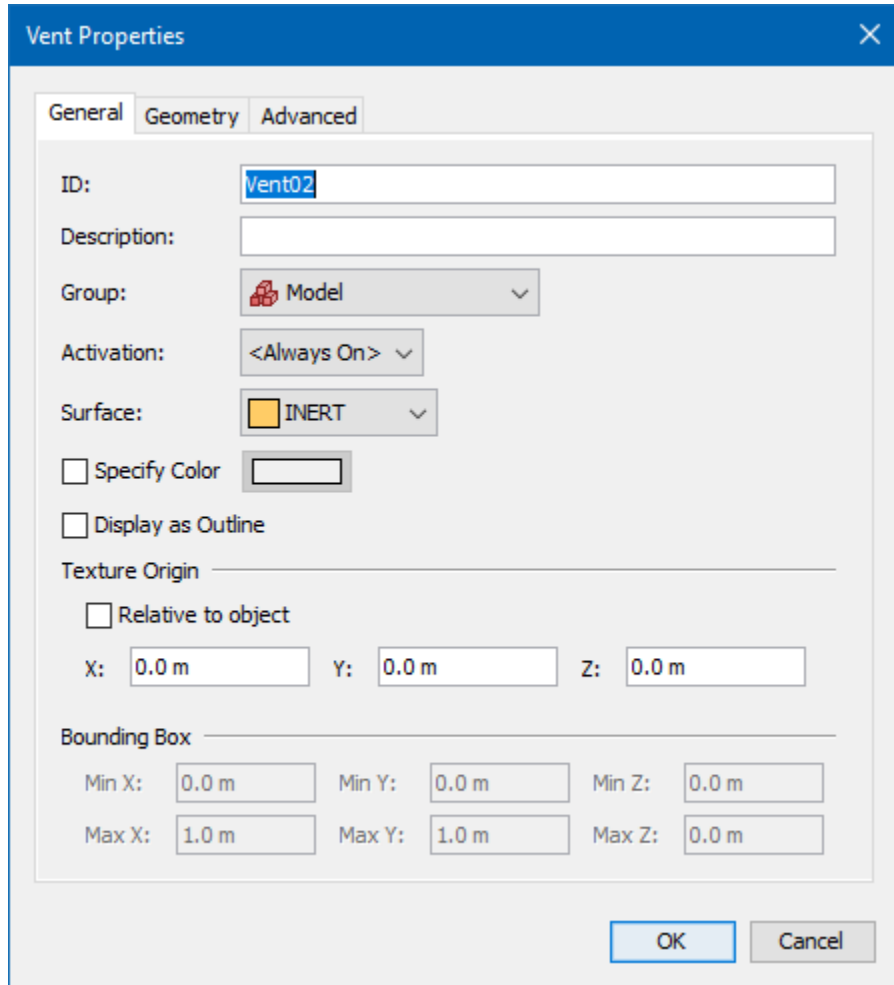 Vent Properties
General Geometry Advanced
ID: Vent02
Description:
Group: Model
Activation: <Always On>
Surface: INERT
Specify Color
Display as Outline
Texture Origin
Relative to object
X: 0.0 m Y: 0.0 m Z: 0.0 m
Bounding Box
Min X: 0.0 m Min Y: 0.0 m Min Z: 0.0 m
Max X: 1.0 m Max Y: 1.0 m Max Z: 0.0 m
OK Cancel